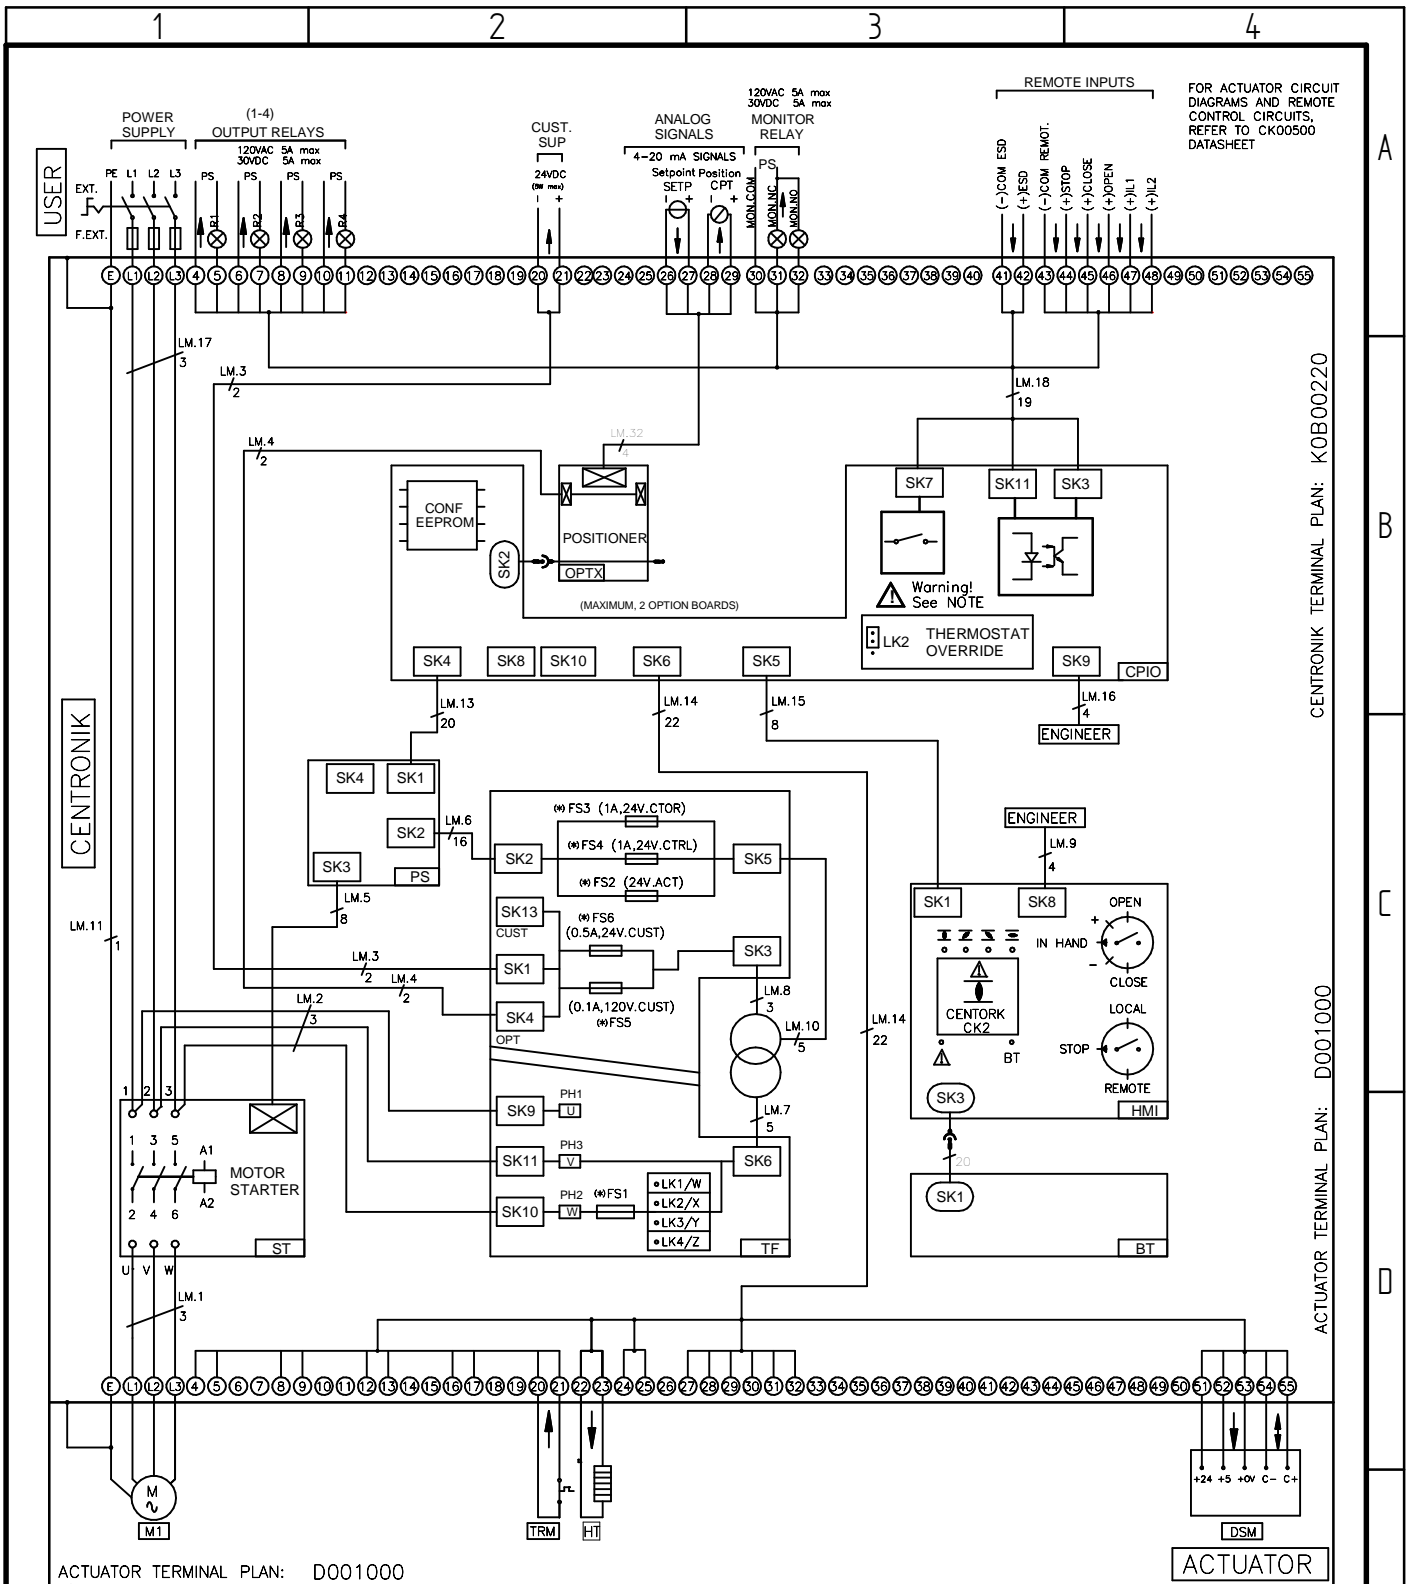 1 2 3 4
A
B
C
D
USER
POWER
SUPPLY
(1-4)
OUTPUT RELAYS
120VAC 5A max
30VDC 5A max
CUST.
SUP
24VDC
(5W max)
- +
ANALOG
SIGNALS
4-20 mA SIGNALS
Setpoint Position
SETP CPT
- + - +
120VAC 5A max
30VDC 5A max
MONITOR
RELAY
PS
MON.COM
MON.NC
MON.NO
REMOTE INPUTS
(-)COM ESD
(+)ESD
(-)COM REMOT.
(+)STOP
(+)CLOSE
(+)OPEN
(+)IL1
(+)IL2
FOR ACTUATOR CIRCUIT
DIAGRAMS AND REMOTE
CONTROL CIRCUITS,
REFER TO CK00500
DATASHEET
PE L1 L2 L3
EXT.
F.EXT.
PS PS PS PS
R1 R2 R3 R4
E L1 L2 L3 4 5 6 7 8 9 10 11 12 13 14 15 16 17 18 19 20 21 22 23 24 25 26 27 28 29 30 31 32 33 34 35 36 37 38 39 40 41 42 43 44 45 46 47 48 49 50 51 52 53 54 55
LM.17
3
LM.3
2
LM.18
19
LM.32
4
LM.4
2
CENTRONIK TERMINAL PLAN: K0B00220
CONF
EEPROM
SK2
POSITIONER
OPTX
(MAXIMUM, 2 OPTION BOARDS)
SK7 SK11 SK3
Warning!
See NOTE
LK2
THERMOSTAT
OVERRIDE
SK4 SK8 SK10 SK6 SK5 SK9
CPIO
LM.13
20
LM.14
22
LM.15
8
LM.16
4
ENGINEER
CENTRONIK
SK4 SK1
SK2
SK3
PS
LM.6
16
LM.5
8
(*)FS3 (1A,24V.CTOR)
(*)FS4 (1A,24V.CTRL)
(*)FS2 (24V.ACT)
SK2 SK5
SK13
CUST
(*)FS6
(0.5A,24V.CUST)
SK1
SK3
SK4
OPT
(0.1A,120V.CUST)
(*)FS5
LM.11
1
LM.3
2
LM.4
2
LM.2
3
LM.8
3
LM.10
5
LM.14
22
LM.7
5
ENGINEER
LM.9
4
SK1 SK8
OPEN
+
IN HAND
-
CLOSE
LOCAL
STOP
REMOTE
CENTORK
CK2
BT
SK3
HMI
20
SK1
BT
ACTUATOR TERMINAL PLAN: D001000
1 2 3
1 3 5
A1
A2
MOTOR
STARTER
2 4 6
ST
U V W
SK9
PH1
U
SK11
PH3
V
SK10
PH2
W
(*)FS1
SK6
LK1/W
LK2/X
LK3/Y
LK4/Z
TF
LM.1
3
E L1 L2 L3 4 5 6 7 8 9 10 11 12 13 14 15 16 17 18 19 20 21 22 23 24 25 26 27 28 29 30 31 32 33 34 35 36 37 38 39 40 41 42 43 44 45 46 47 48 49 50 51 52 53 54 55
M
M1
TRM
HT
+24 +5 +0V C- C+
DSM
ACTUATOR
ACTUATOR TERMINAL PLAN: D001000